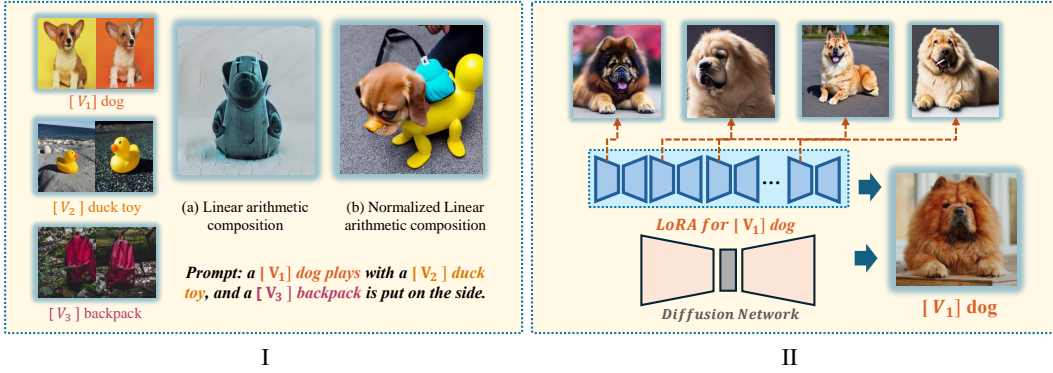 [ V₁] dog
[ V₂ ] duck toy
[ V₃ ] backpack
(a) Linear arithmetic
composition
(b) Normalized Linear
arithmetic composition
Prompt: a [ V₁] dog plays with a [ V₂ ] duck
toy, and a [ V₃ ] backpack is put on the side.
I
...
LoRA for [ V₁] dog
Diffusion Network
[ V₁] dog
II